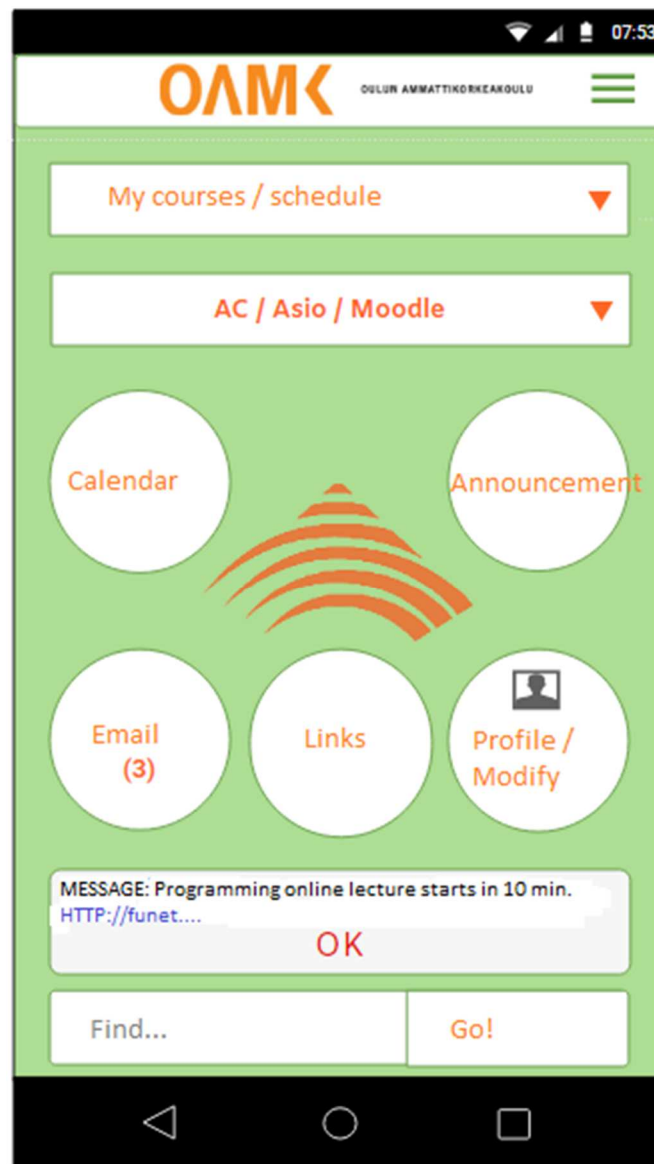 07:53
OAMK OULUN AMMATTIKORKEAKOULU
My courses / schedule
AC / Asio / Moodle
Calendar
Announcement
Email
(3)
Links
Profile /
Modify
MESSAGE: Programming online lecture starts in 10 min.
HTTP://funet....
OK
Find...
Go!